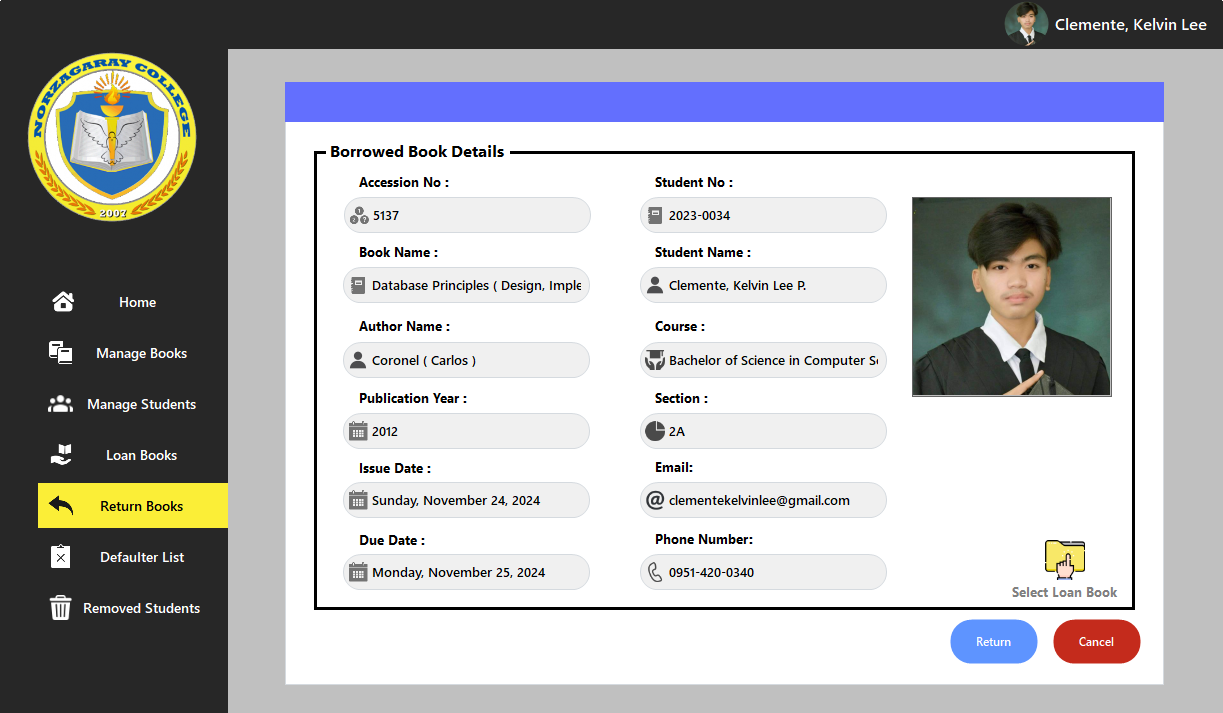 Clemente, Kelvin Lee
NORZAGARAY COLLEGE
2007
Home
Manage Books
Manage Students
Loan Books
Return Books
Defaulter List
Removed Students
Borrowed Book Details
Accession No :
5137
Book Name :
Database Principles ( Design, Imple
Author Name :
Coronel ( Carlos )
Publication Year :
2012
Issue Date :
Sunday, November 24, 2024
Due Date :
Monday, November 25, 2024
Student No :
2023-0034
Student Name :
Clemente, Kelvin Lee P.
Course :
Bachelor of Science in Computer Sc
Section :
2A
Email:
clementekelvinlee@gmail.com
Phone Number:
0951-420-0340
Select Loan Book
Return
Cancel